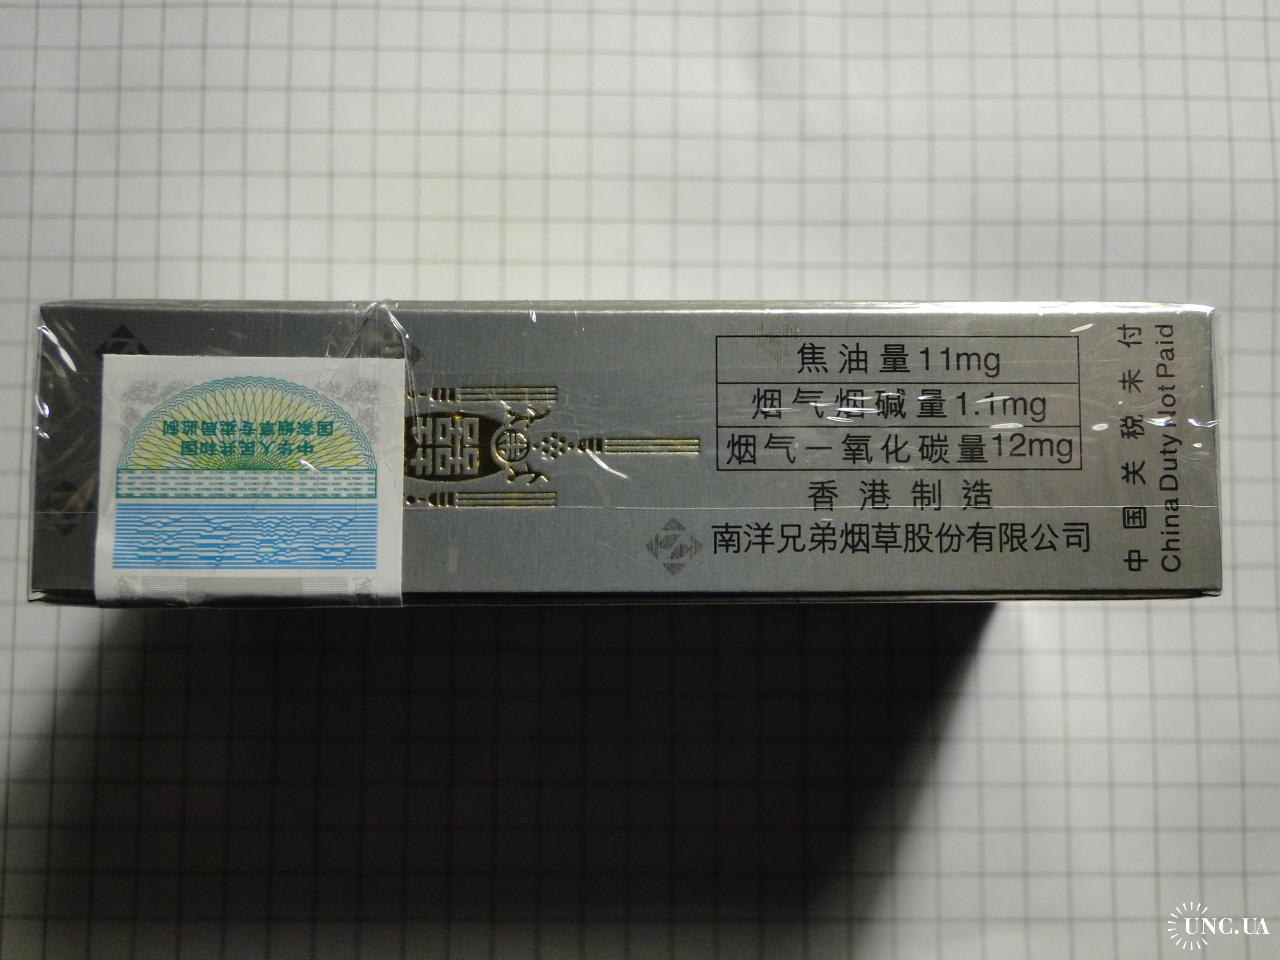 中华人民共和国
国家烟草专卖局监制
囍
焦油量11mg
烟气烟碱量1.1mg
烟气一氧化碳量12mg
香港制造
南洋兄弟烟草股份有限公司
中国关税未付
China Duty Not Paid
UNC.UA